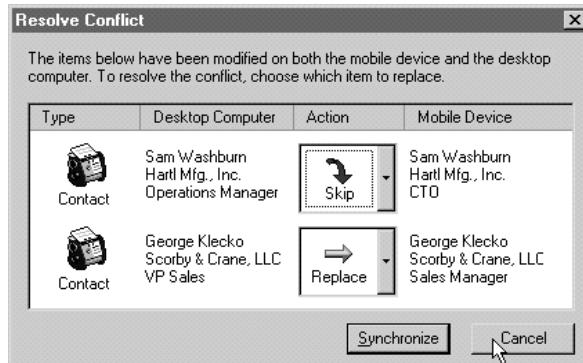 Resolve Conflict
The items below have been modified on both the mobile device and the desktop
computer. To resolve the conflict, choose which item to replace.
Type Desktop Computer Action Mobile Device
Contact
Sam Washburn
Hartl Mfg., Inc.
Operations Manager
Skip
Sam Washburn
Hartl Mfg., Inc.
CTO
Contact
George Klecko
Scorby & Crane, LLC
VP Sales
Replace
George Klecko
Scorby & Crane, LLC
Sales Manager
Synchronize Cancel